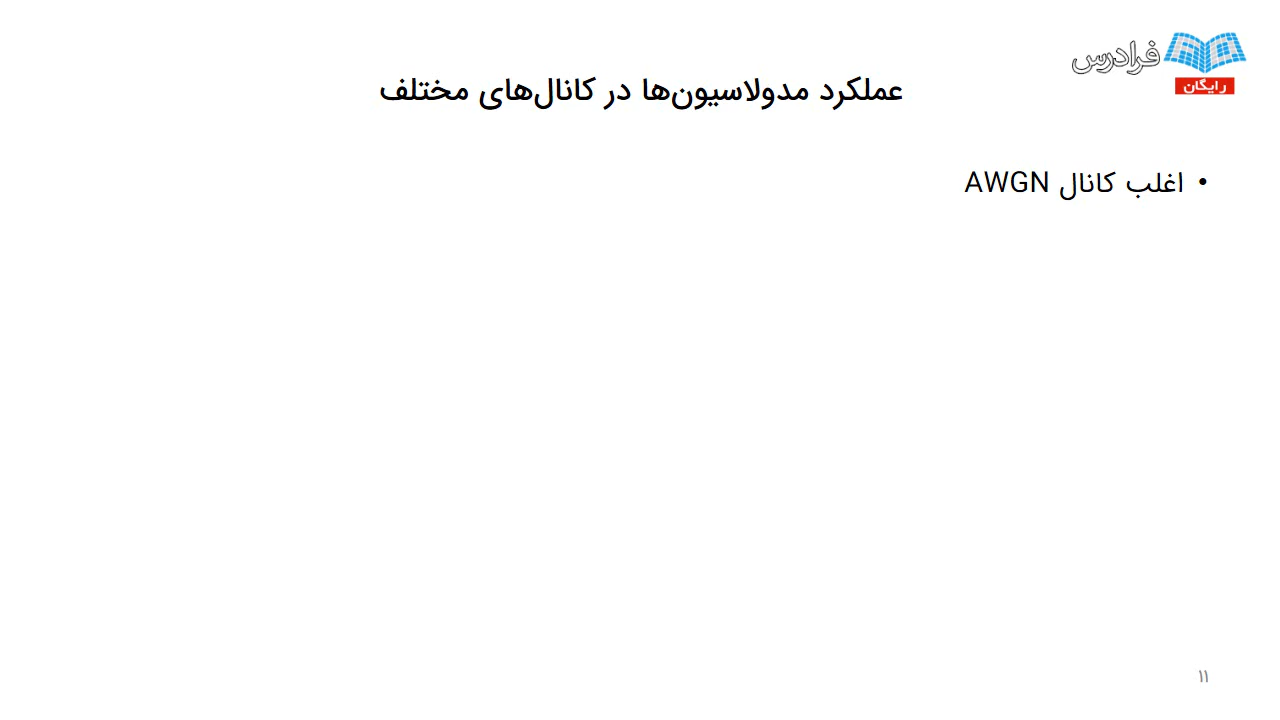 فرادرس
رایگان
عملکرد مدولاسیون‌ها در کانال‌های مختلف
• اغلب کانال AWGN
۱۱